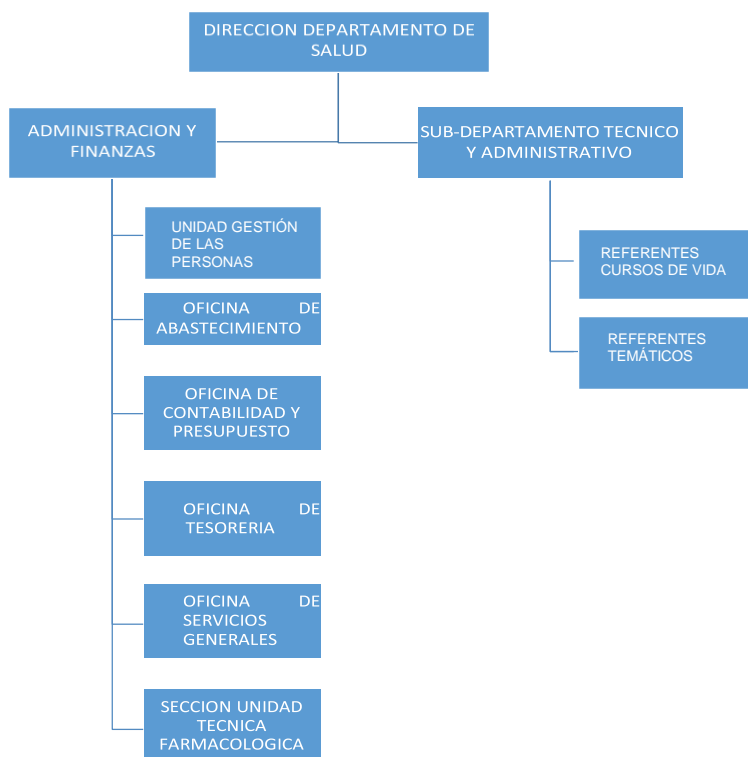 DIRECCION DEPARTAMENTO DE
SALUD
ADMINISTRACION Y
FINANZAS
SUB-DEPARTAMENTO TECNICO
Y ADMINISTRATIVO
UNIDAD GESTIÓN
DE LAS
PERSONAS
OFICINA DE
ABASTECIMIENTO
OFICINA DE
CONTABILIDAD Y
PRESUPUESTO
OFICINA DE
TESORERIA
OFICINA DE
SERVICIOS
GENERALES
SECCION UNIDAD
TECNICA
FARMACOLOGICA
REFERENTES
CURSOS DE VIDA
REFERENTES
TEMÁTICOS